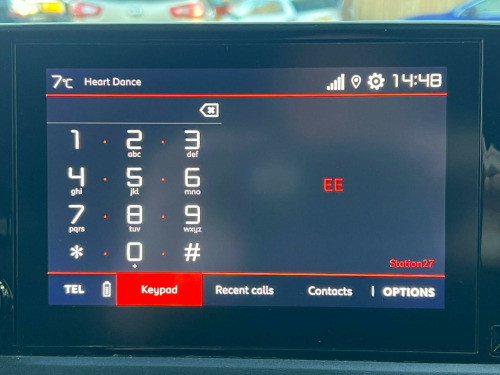 7°C Heart Dance 14:48
1 2 3
abc def
4 5 6
ghi jkl mno
EE
7 8 9
pqrs tuv wxyz
* 0 #
+
Station27
TEL Keypad Recent calls Contacts OPTIONS